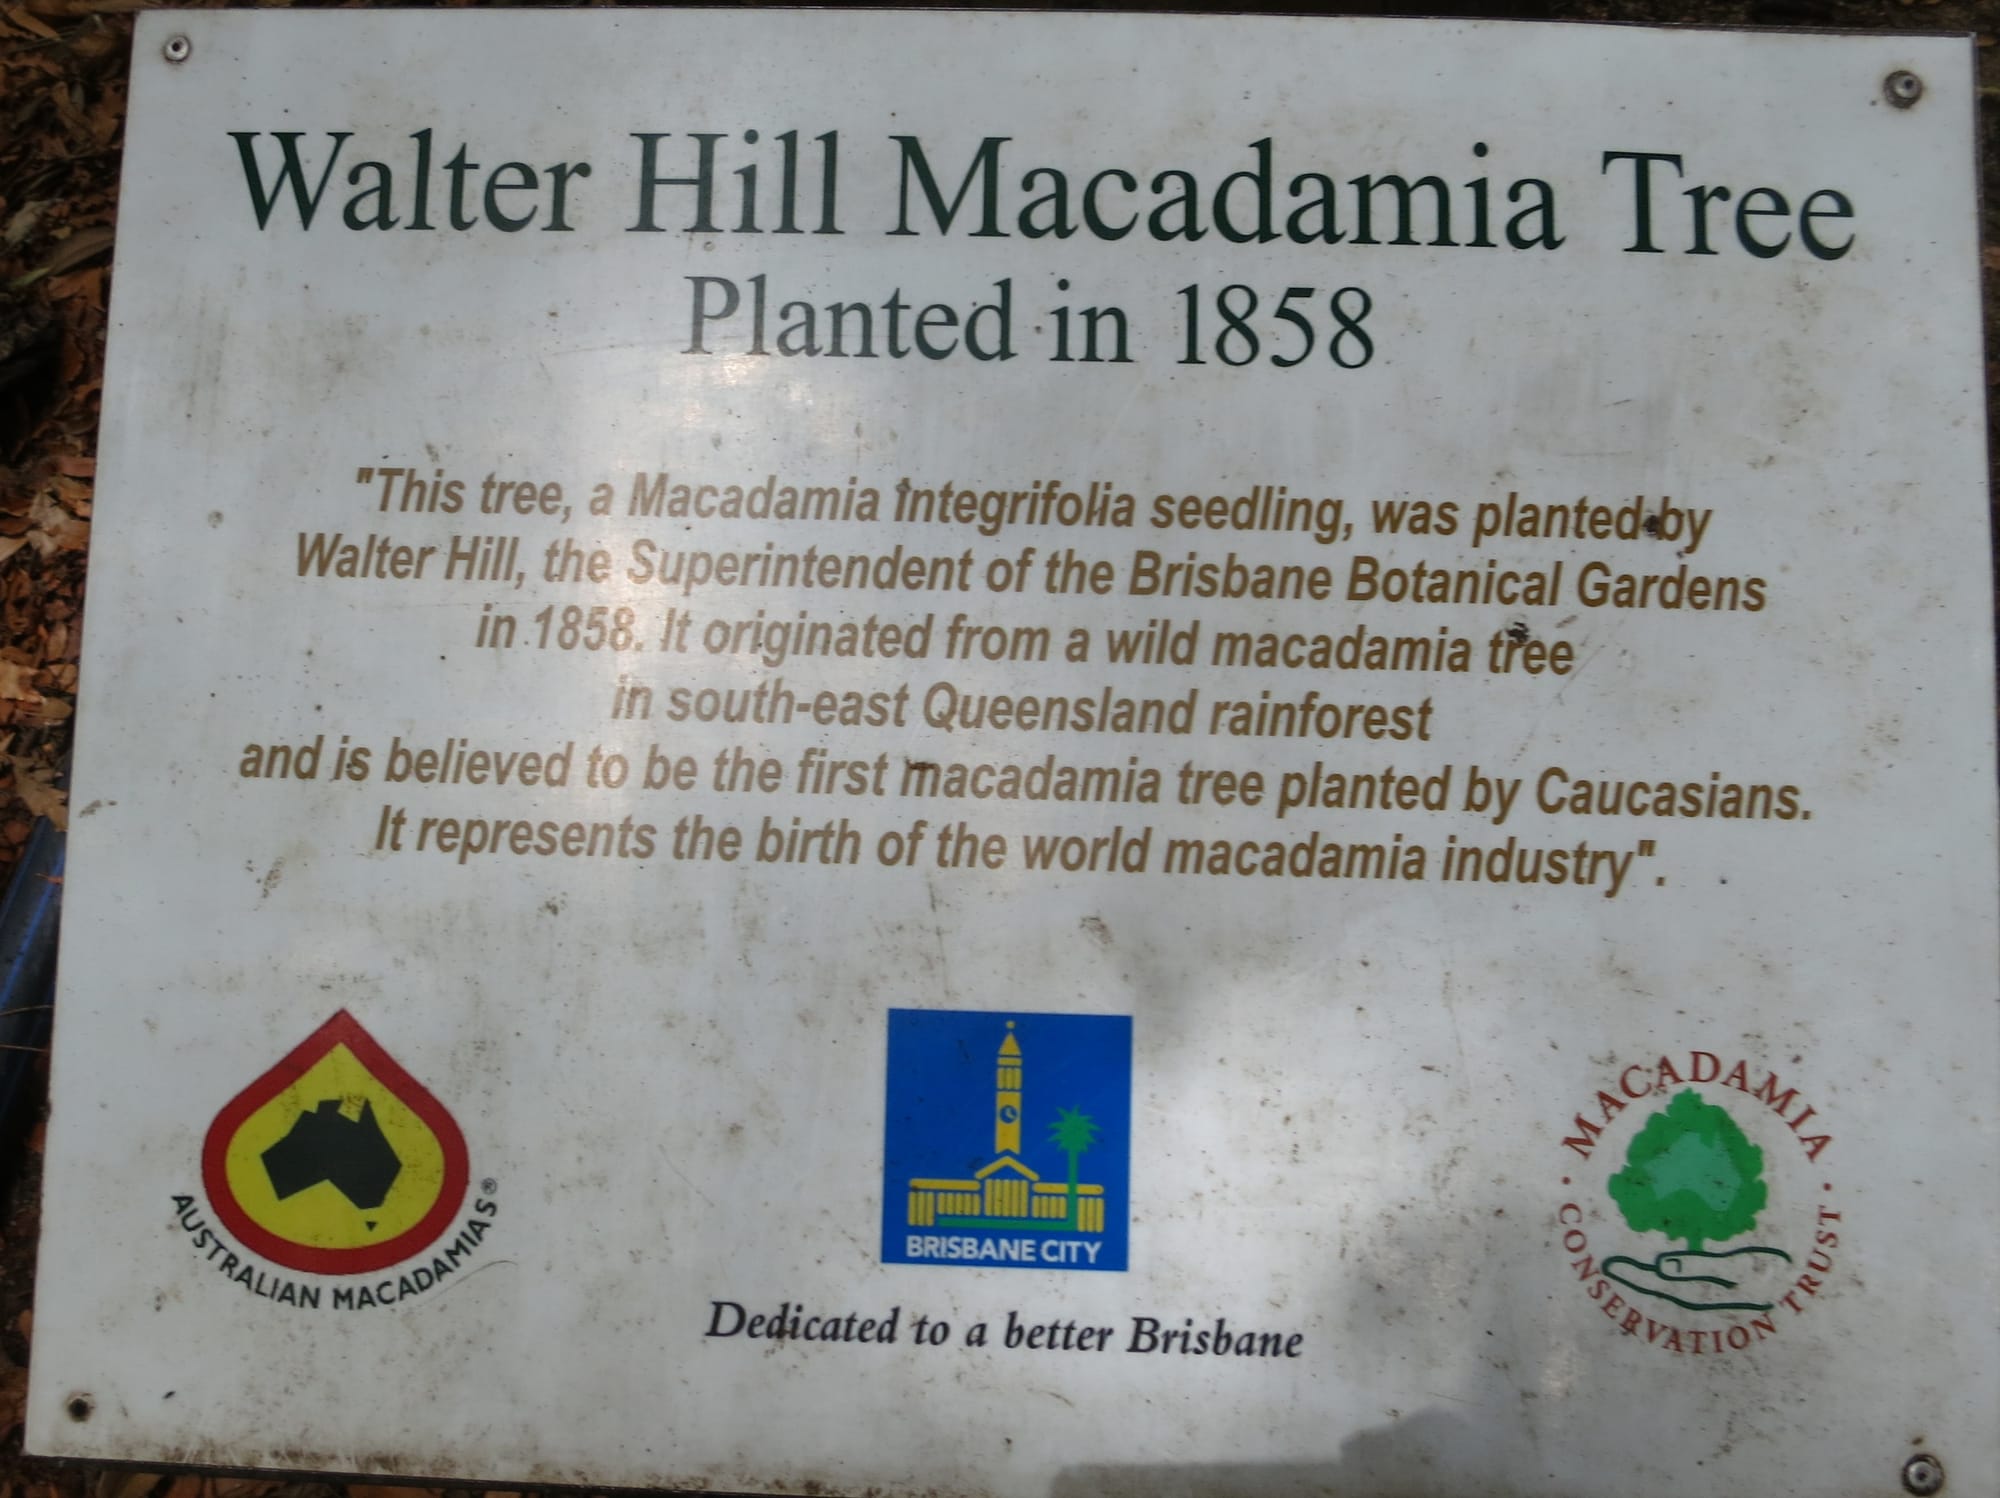 Walter Hill Macadamia Tree
Planted in 1858
"This tree, a Macadamia Integrifolia seedling, was planted by
Walter Hill, the Superintendent of the Brisbane Botanical Gardens
in 1858. It originated from a wild macadamia tree
in south-east Queensland rainforest
and is believed to be the first macadamia tree planted by Caucasians.
It represents the birth of the world macadamia industry".
AUSTRALIAN MACADAMIAS®
BRISBANE CITY
Dedicated to a better Brisbane
• MACADAMIA •
CONSERVATION TRUST